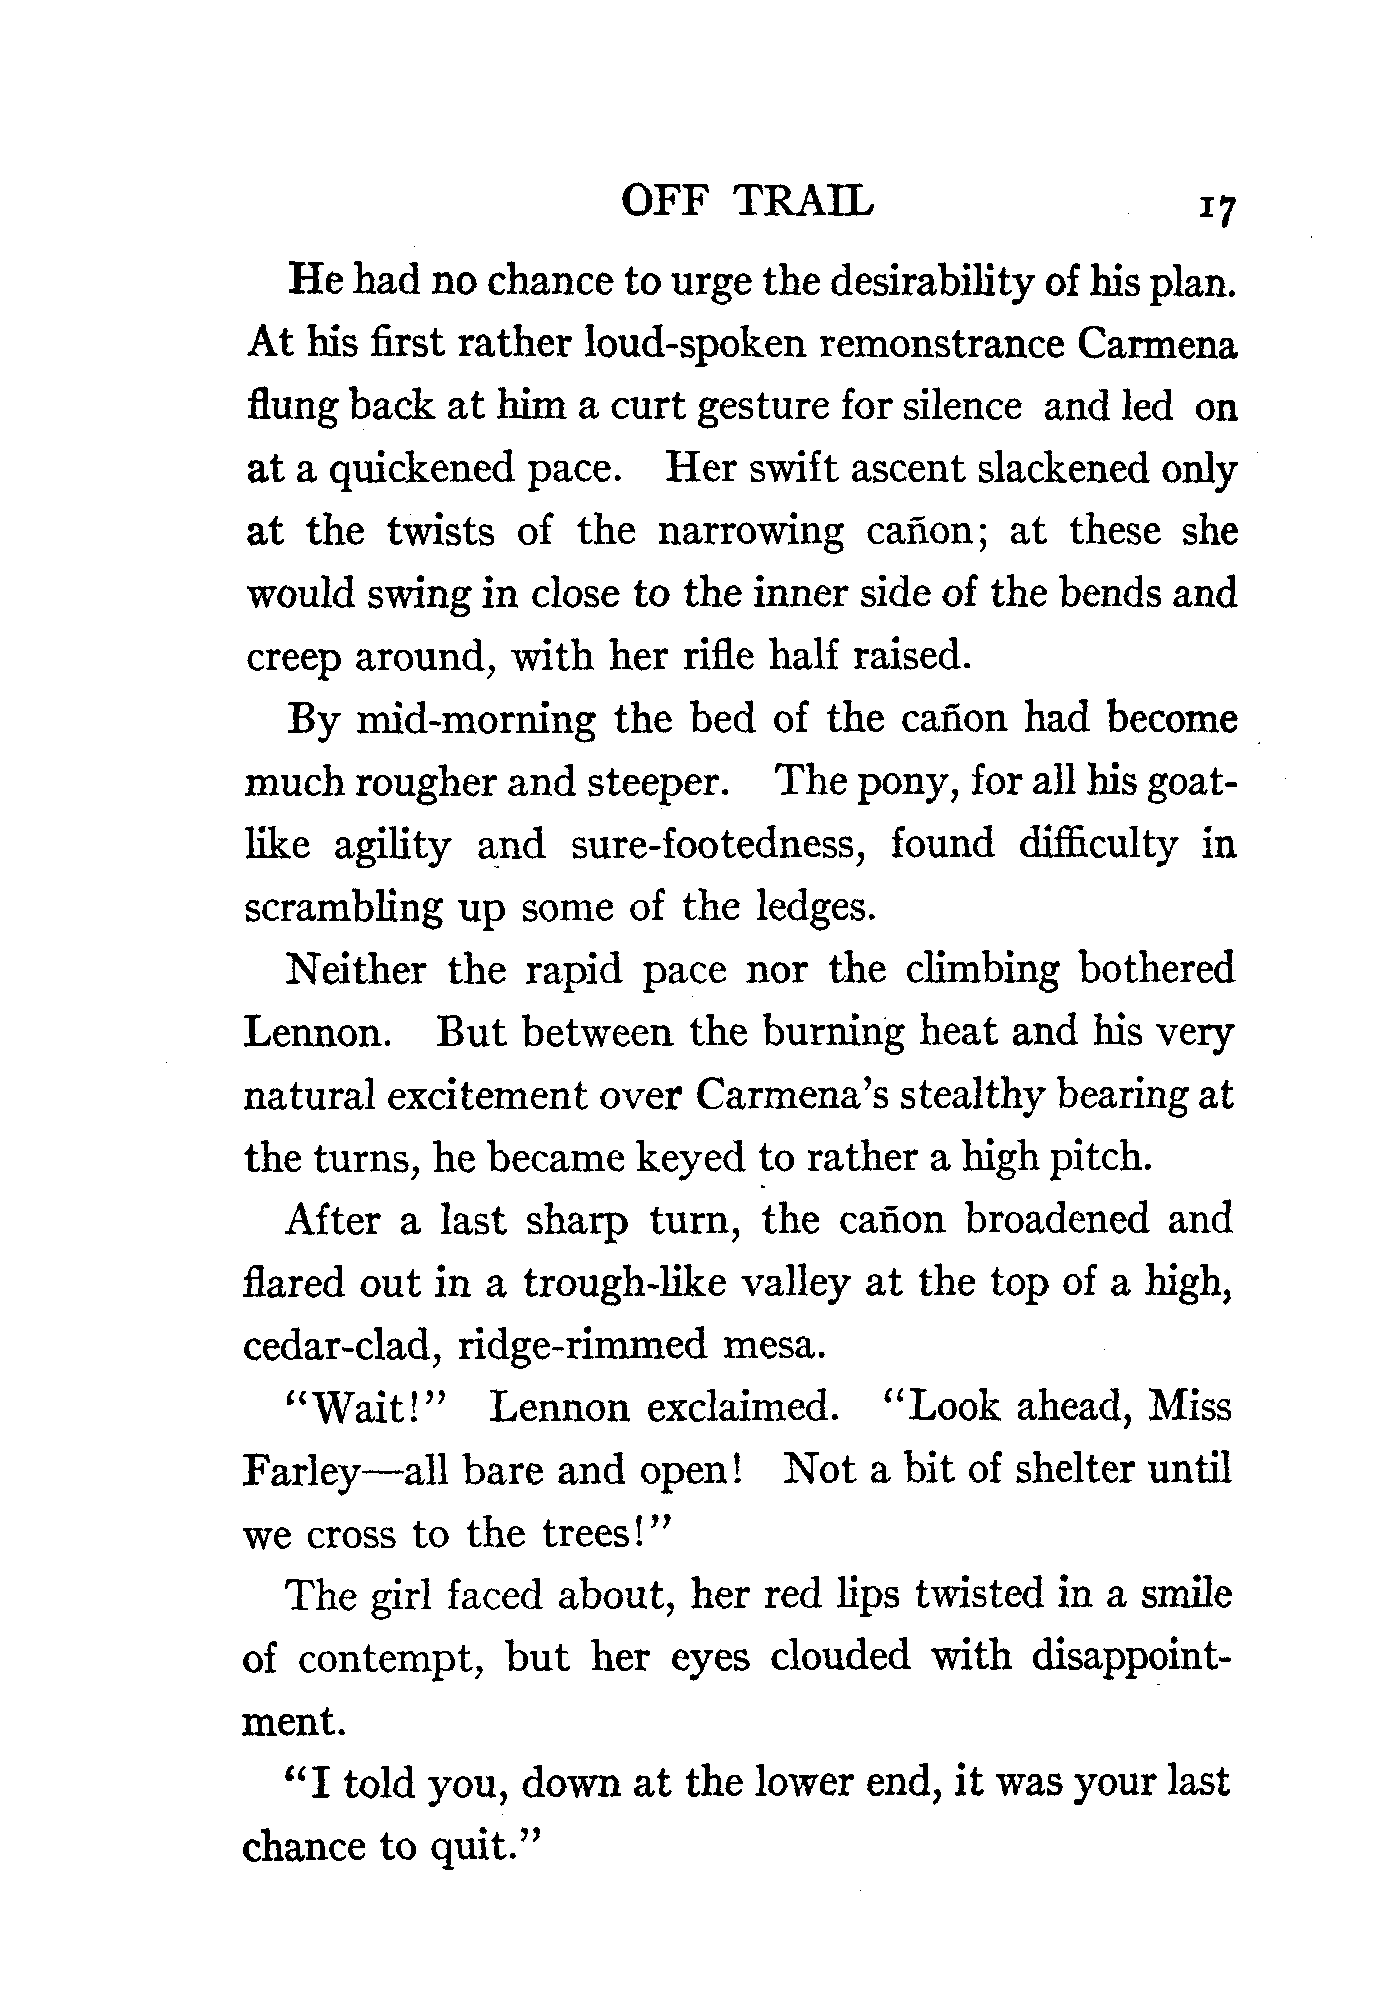 OFF TRAIL 17
He had no chance to urge the desirability of his plan.
At his first rather loud-spoken remonstrance Carmena
flung back at him a curt gesture for silence and led on
at a quickened pace. Her swift ascent slackened only
at the twists of the narrowing cañon; at these she
would swing in close to the inner side of the bends and
creep around, with her rifle half raised.
By mid-morning the bed of the cañon had become
much rougher and steeper. The pony, for all his goat-
like agility and sure-footedness, found difficulty in
scrambling up some of the ledges.
Neither the rapid pace nor the climbing bothered
Lennon. But between the burning heat and his very
natural excitement over Carmena's stealthy bearing at
the turns, he became keyed to rather a high pitch.
After a last sharp turn, the cañon broadened and
flared out in a trough-like valley at the top of a high,
cedar-clad, ridge-rimmed mesa.
"Wait!" Lennon exclaimed. "Look ahead, Miss
Farley—all bare and open! Not a bit of shelter until
we cross to the trees!"
The girl faced about, her red lips twisted in a smile
of contempt, but her eyes clouded with disappoint-
ment.
"I told you, down at the lower end, it was your last
chance to quit."